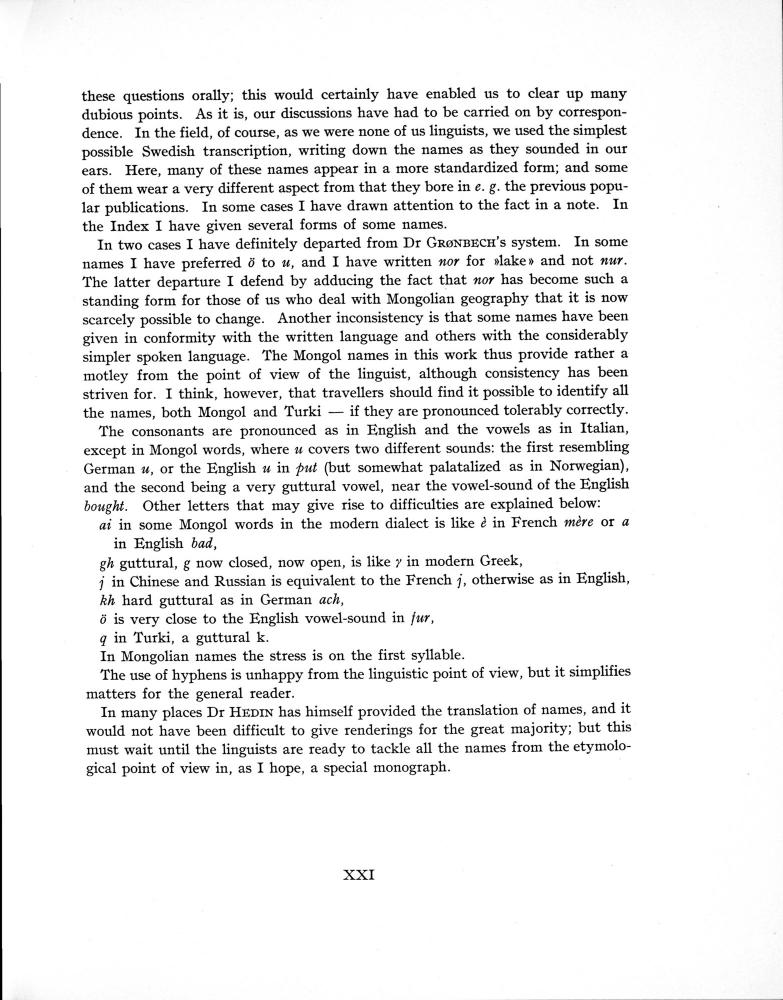 these questions orally; this would certainly have enabled us to clear up many
dubious points. As it is, our discussions have had to be carried on by correspon-
dence. In the field, of course, as we were none of us linguists, we used the simplest
possible Swedish transcription, writing down the names as they sounded in our
ears. Here, many of these names appear in a more standardized form; and some
of them wear a very different aspect from that they bore in e. g. the previous popu-
lar publications. In some cases I have drawn attention to the fact in a note. In
the Index I have given several forms of some names.
In two cases I have definitely departed from Dr GRØNBECH's system. In some
names I have preferred ö to u, and I have written nor for »lake» and not nur.
The latter departure I defend by adducing the fact that nor has become such a
standing form for those of us who deal with Mongolian geography that it is now
scarcely possible to change. Another inconsistency is that some names have been
given in conformity with the written language and others with the considerably
simpler spoken language. The Mongol names in this work thus provide rather a
motley from the point of view of the linguist, although consistency has been
striven for. I think, however, that travellers should find it possible to identify all
the names, both Mongol and Turki — if they are pronounced tolerably correctly.
The consonants are pronounced as in English and the vowels as in Italian,
except in Mongol words, where u covers two different sounds: the first resembling
German u, or the English u in put (but somewhat palatalized as in Norwegian),
and the second being a very guttural vowel, near the vowel-sound of the English
bought. Other letters that may give rise to difficulties are explained below:
ai in some Mongol words in the modern dialect is like è in French mère or a
in English bad,
gh guttural, g now closed, now open, is like γ in modern Greek,
j in Chinese and Russian is equivalent to the French j, otherwise as in English,
kh hard guttural as in German ach,
ö is very close to the English vowel-sound in fur,
q in Turki, a guttural k.
In Mongolian names the stress is on the first syllable.
The use of hyphens is unhappy from the linguistic point of view, but it simplifies
matters for the general reader.
In many places Dr HEDIN has himself provided the translation of names, and it
would not have been difficult to give renderings for the great majority; but this
must wait until the linguists are ready to tackle all the names from the etymolo-
gical point of view in, as I hope, a special monograph.
XXI